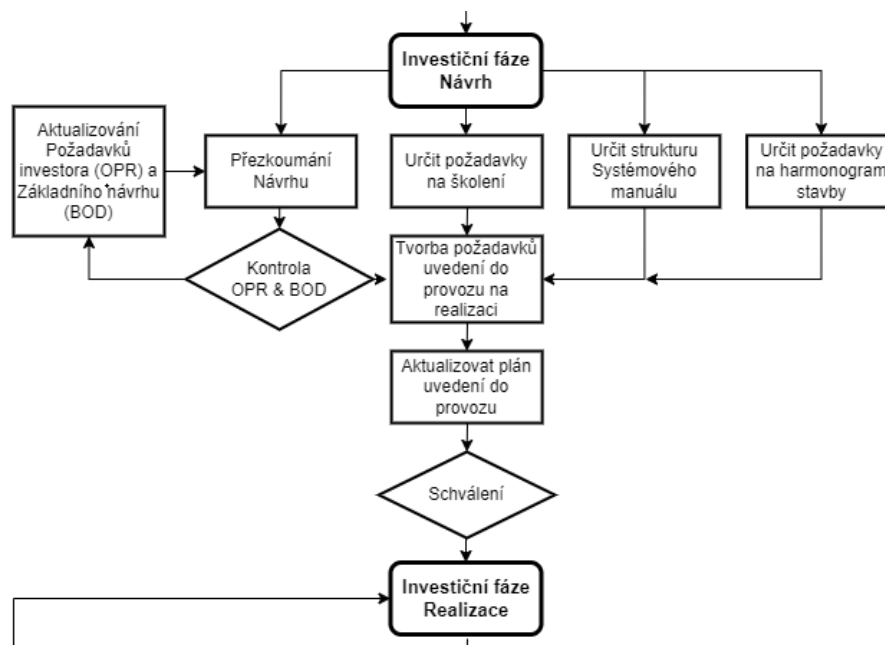 Investiční fáze
Návrh
Aktualizování
Požadavků
investora (OPR) a
Základního návrhu
(BOD)
Přezkoumání
Návrhu
Určit požadavky
na školení
Určit strukturu
Systémového
manuálu
Určit požadavky
na harmonogram
stavby
Kontrola
OPR & BOD
Tvorba požadavků
uvedení do
provozu na
realizaci
Aktualizovat plán
uvedení do
provozu
Schválení
Investiční fáze
Realizace